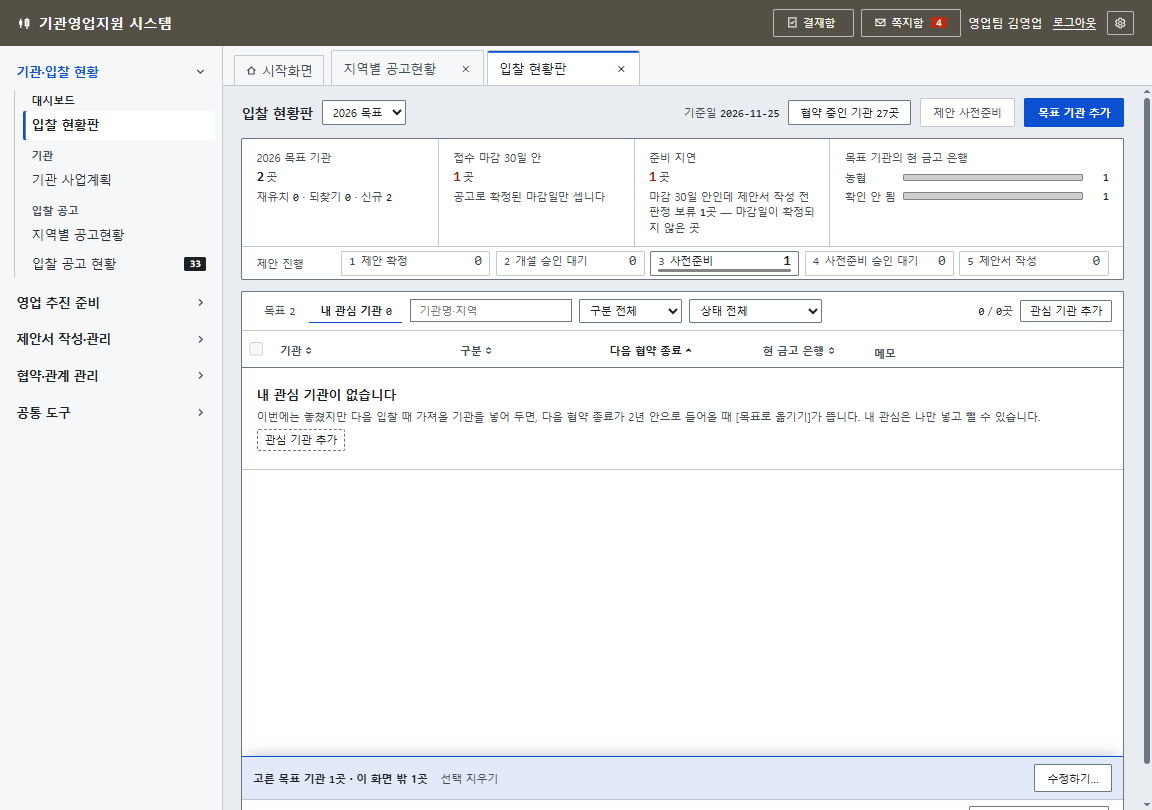 기관영업지원 시스템
결재함
쪽지함 4
영업팀 김영업
로그아웃
기관·입찰 현황
대시보드
입찰 현황판
기관
기관 사업계획
입찰 공고
지역별 공고현황
입찰 공고 현황 33
영업 추진 준비
제안서 작성·관리
협약·관계 관리
공통 도구
시작화면
지역별 공고현황 ×
입찰 현황판 ×
입찰 현황판
2026 목표
기준일 2026-11-25
협약 중인 기관 27곳
제안 사전준비
목표 기관 추가
2026 목표 기관
2 곳
재유치 0 · 되찾기 0 · 신규 2
접수 마감 30일 안
1 곳
공고로 확정된 마감일만 셉니다
준비 지연
1 곳
마감 30일 안인데 제안서 작성 전
판정 보류 1곳 — 마감일이 확정되
지 않은 곳
목표 기관의 현 금고 은행
농협 1
확인 안 됨 1
제안 진행
1 제안 확정 0
2 개설 승인 대기 0
3 사전준비 1
4 사전준비 승인 대기 0
5 제안서 작성 0
목표 2
내 관심 기관 0
기관명·지역
구분 전체
상태 전체
0 / 0곳
관심 기관 추가
기관
구분
다음 협약 종료
현 금고 은행
메모
내 관심 기관이 없습니다
이번에는 놓쳤지만 다음 입찰 때 가져올 기관을 넣어 두면, 다음 협약 종료가 2년 안으로 들어올 때 [목표로 옮기기]가 뜹니다. 내 관심은 나만 넣고 뺄 수 있습니다.
관심 기관 추가
고른 목표 기관 1곳 · 이 화면 밖 1곳
선택 지우기
수정하기…